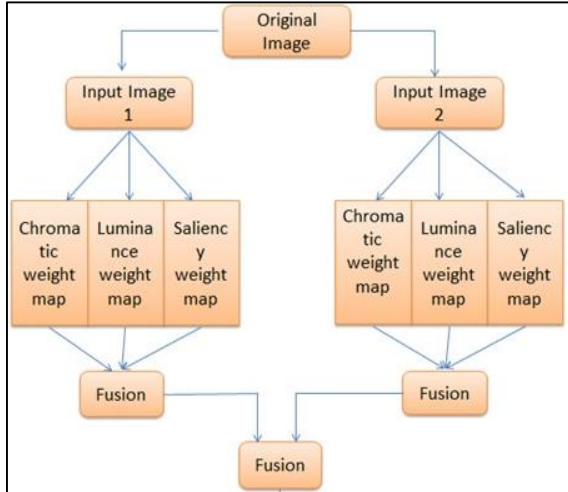 Original
Image
Input Image
1
Input Image
2
Chroma
tic
weight
map
Lumina
nce
weight
map
Salienc
y
weight
map
Chroma
tic
weight
map
Lumina
nce
weight
map
Salienc
y
weight
map
Fusion
Fusion
Fusion